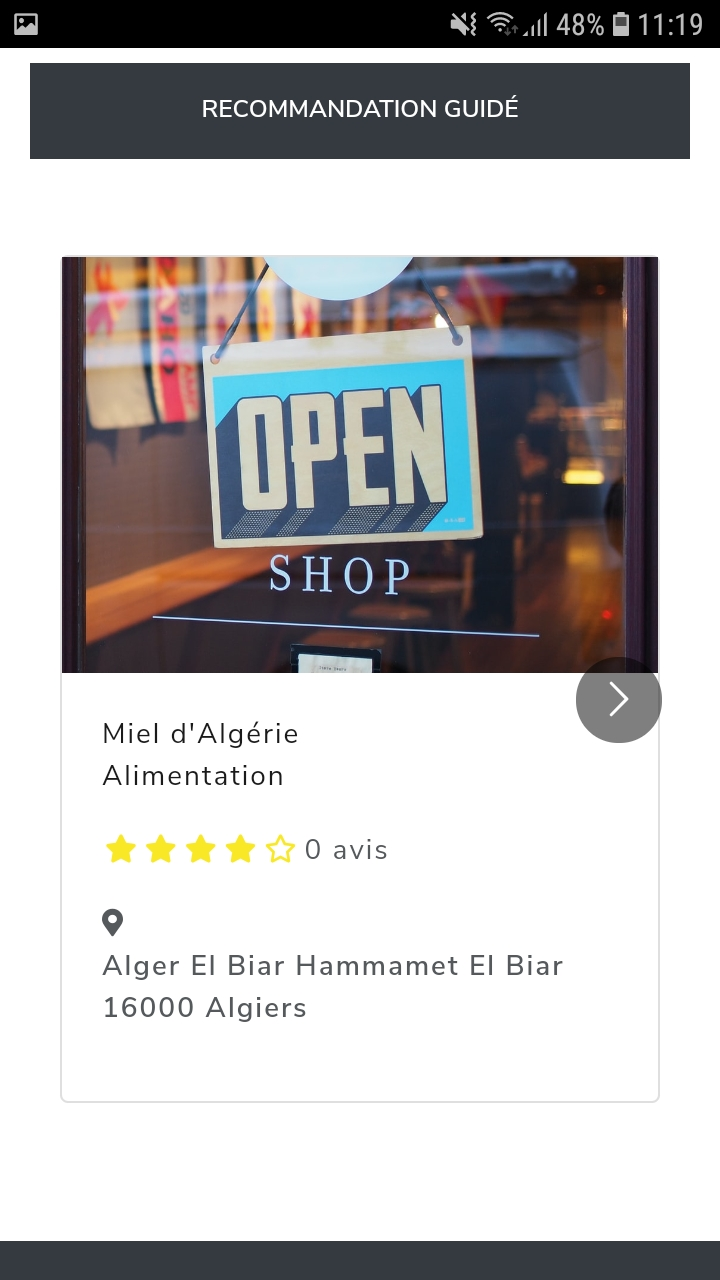 48% 11:19
RECOMMANDATION GUIDÉ
OPEN
SHOP
Miel d'Algérie
Alimentation
0 avis
Alger El Biar Hammamet El Biar
16000 Algiers